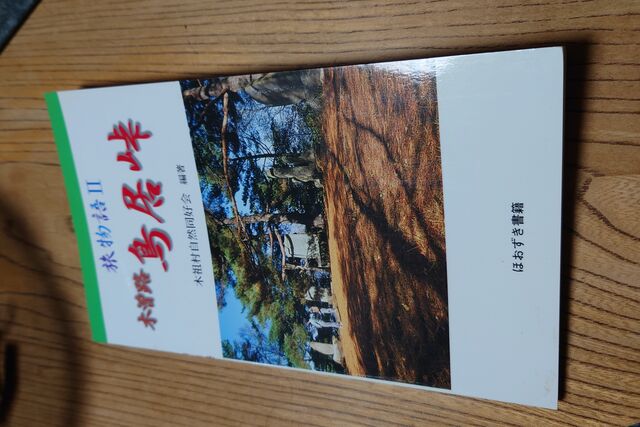 旅物語 II
木曽路 鳥居峠
木祖村自然同好会 編著
ほおずき書籍